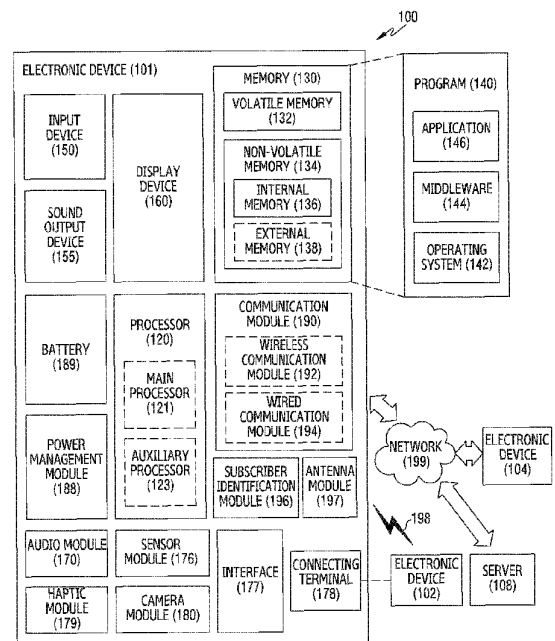 100
ELECTRONIC DEVICE (101)
INPUT
DEVICE
(150)
SOUND
OUTPUT
DEVICE
(155)
DISPLAY
DEVICE
(160)
MEMORY (130)
VOLATILE MEMORY
(132)
NON-VOLATILE
MEMORY (134)
INTERNAL
MEMORY (136)
EXTERNAL
MEMORY (138)
PROGRAM (140)
APPLICATION
(146)
MIDDLEWARE
(144)
OPERATING
SYSTEM (142)
BATTERY
(189)
POWER
MANAGEMENT
MODULE
(188)
PROCESSOR
(120)
MAIN
PROCESSOR
(121)
AUXILIARY
PROCESSOR
(123)
COMMUNICATION
MODULE (190)
WIRELESS
COMMUNICATION
MODULE (192)
WIRED
COMMUNICATION
MODULE (194)
SUBSCRIBER
IDENTIFICATION
MODULE (196)
ANTENNA
MODULE
(197)
NETWORK
(199)
ELECTRONIC
DEVICE
(104)
198
AUDIO MODULE
(170)
SENSOR
MODULE (176)
INTERFACE
(177)
CONNECTING
TERMINAL
(178)
ELECTRONIC
DEVICE
(102)
SERVER
(108)
HAPTIC
MODULE
(179)
CAMERA
MODULE (180)